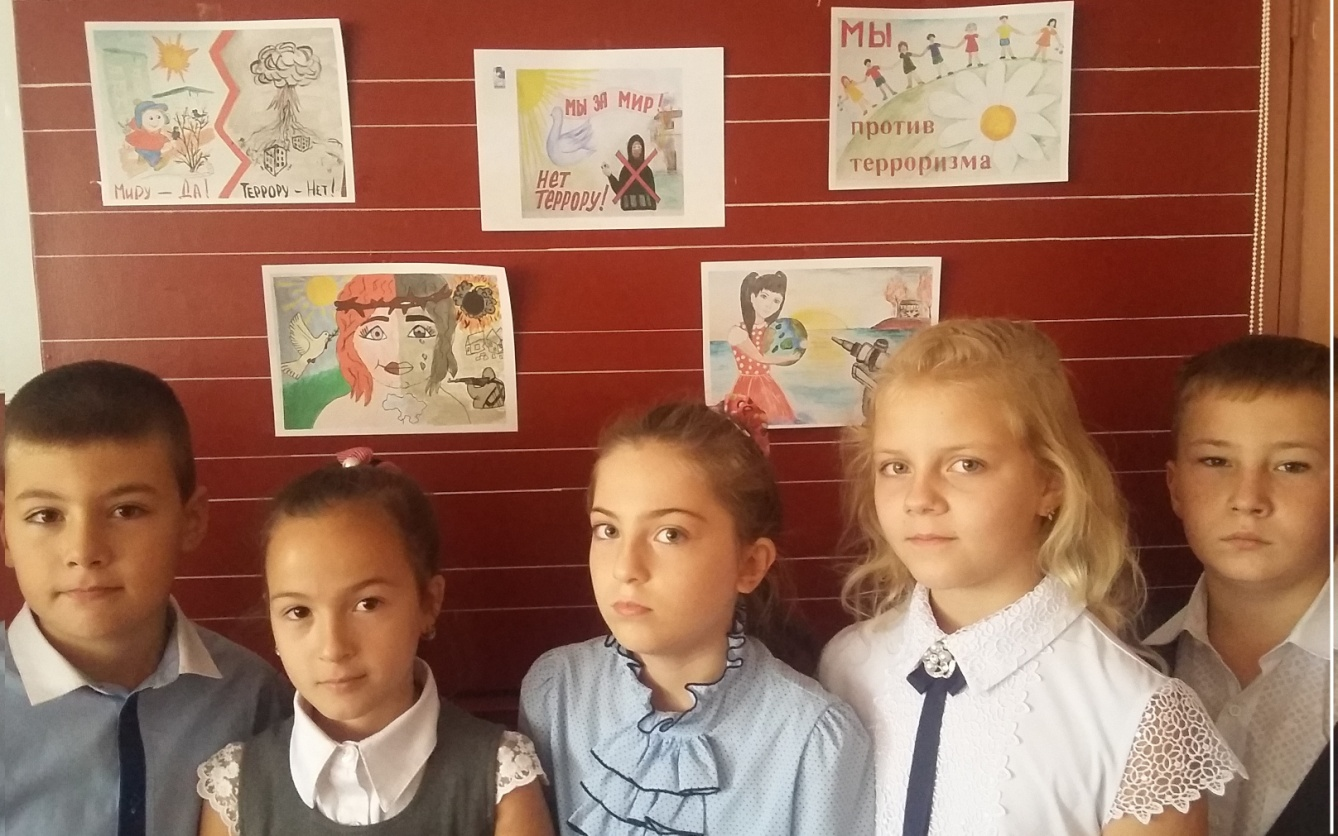 Миру – ДА! Террору – Нет!
МЫ ЗА МИР!
НЕТ
ТЕРРОРУ!
МЫ
против
терроризма